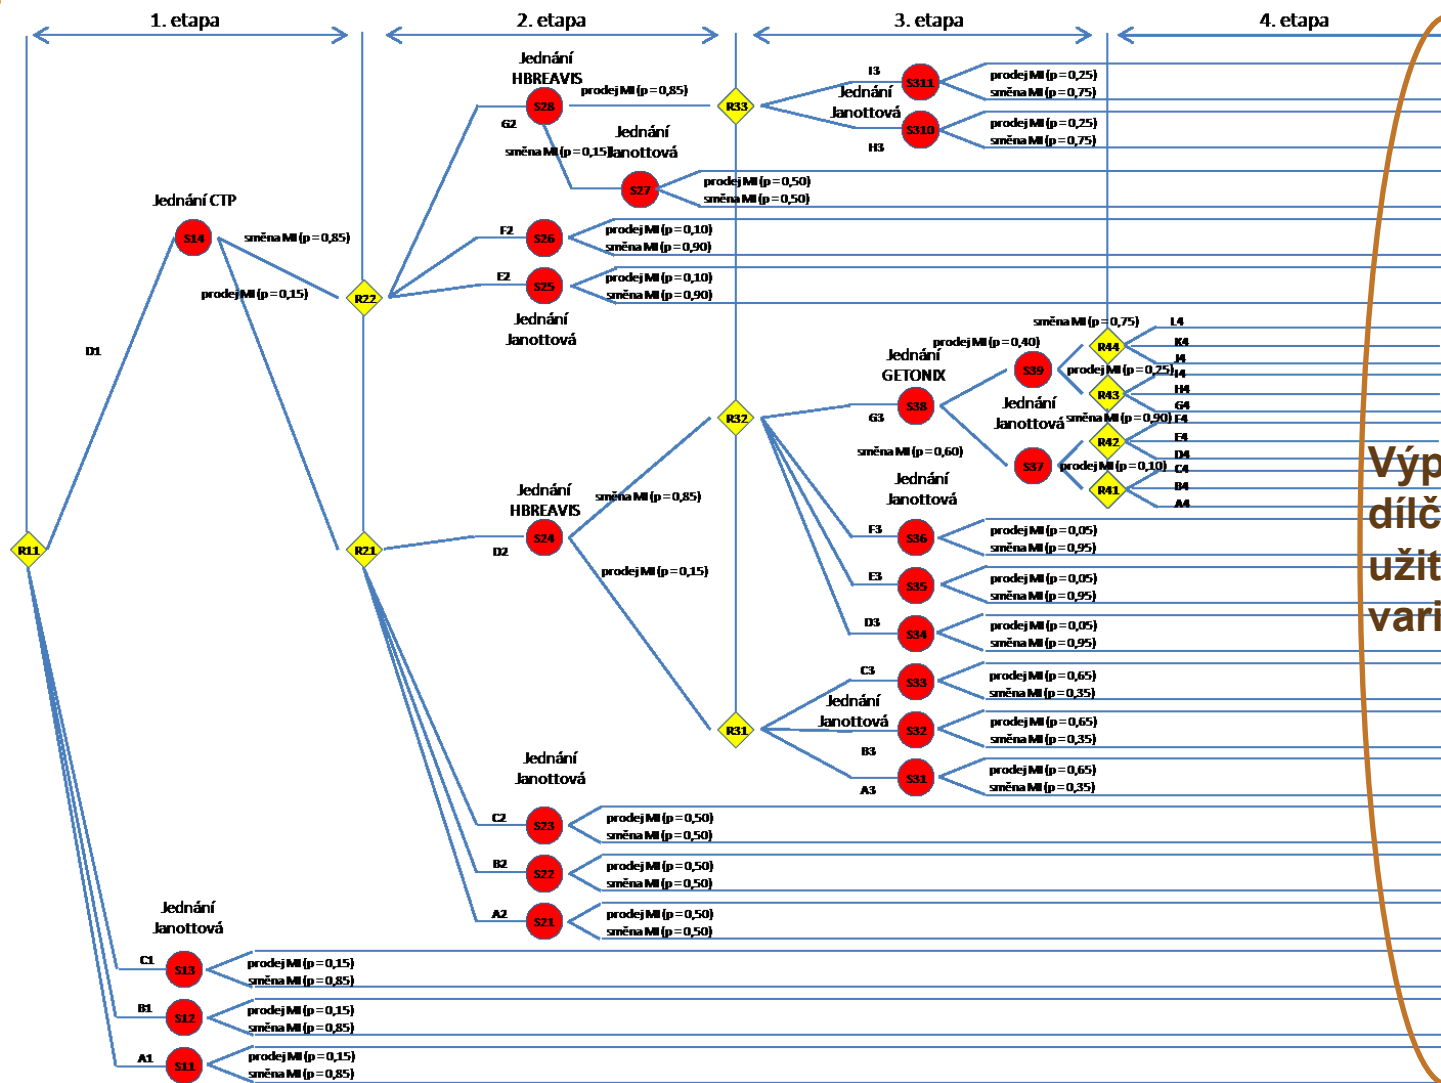 1. etapa
2. etapa
3. etapa
4. etapa
Jednání
HBREAVIS
S28
prodej MI (p = 0,85)
G2
směna MI (p = 0,15)
Jednání
Janottová
S27
prodej MI (p = 0,50)
směna MI (p = 0,50)
R33
I3
Jednání
Janottová
S311
prodej MI (p = 0,25)
směna MI (p = 0,75)
H3
S310
prodej MI (p = 0,25)
směna MI (p = 0,75)
Jednání CTP
S14
směna MI (p = 0,85)
prodej MI (p = 0,15)
D1
R22
F2
S26
prodej MI (p = 0,10)
směna MI (p = 0,90)
E2
S25
prodej MI (p = 0,10)
směna MI (p = 0,90)
Jednání
Janottová
směna MI (p = 0,75)
prodej MI (p = 0,40)
Jednání
GETONIX
S39
R44
L4
K4
J4
prodej MI (p = 0,25)
R43
I4
H4
G4
R32
G3
S38
Jednání
Janottová
směna MI (p = 0,90)
směna MI (p = 0,60)
S37
R42
F4
E4
D4
prodej MI (p = 0,10)
R41
C4
B4
A4
Výp
dílč
užit
vari
R11
R21
D2
Jednání
HBREAVIS
S24
směna MI (p = 0,85)
prodej MI (p = 0,15)
Jednání
Janottová
F3
S36
prodej MI (p = 0,05)
směna MI (p = 0,95)
E3
S35
prodej MI (p = 0,05)
směna MI (p = 0,95)
D3
S34
prodej MI (p = 0,05)
směna MI (p = 0,95)
R31
C3
S33
prodej MI (p = 0,65)
směna MI (p = 0,35)
Jednání
Janottová
B3
S32
prodej MI (p = 0,65)
směna MI (p = 0,35)
A3
S31
prodej MI (p = 0,65)
směna MI (p = 0,35)
Jednání
Janottová
C2
S23
prodej MI (p = 0,50)
směna MI (p = 0,50)
B2
S22
prodej MI (p = 0,50)
směna MI (p = 0,50)
A2
S21
prodej MI (p = 0,50)
směna MI (p = 0,50)
Jednání
Janottová
C1
S13
prodej MI (p = 0,15)
směna MI (p = 0,85)
B1
S12
prodej MI (p = 0,15)
směna MI (p = 0,85)
A1
S11
prodej MI (p = 0,15)
směna MI (p = 0,85)